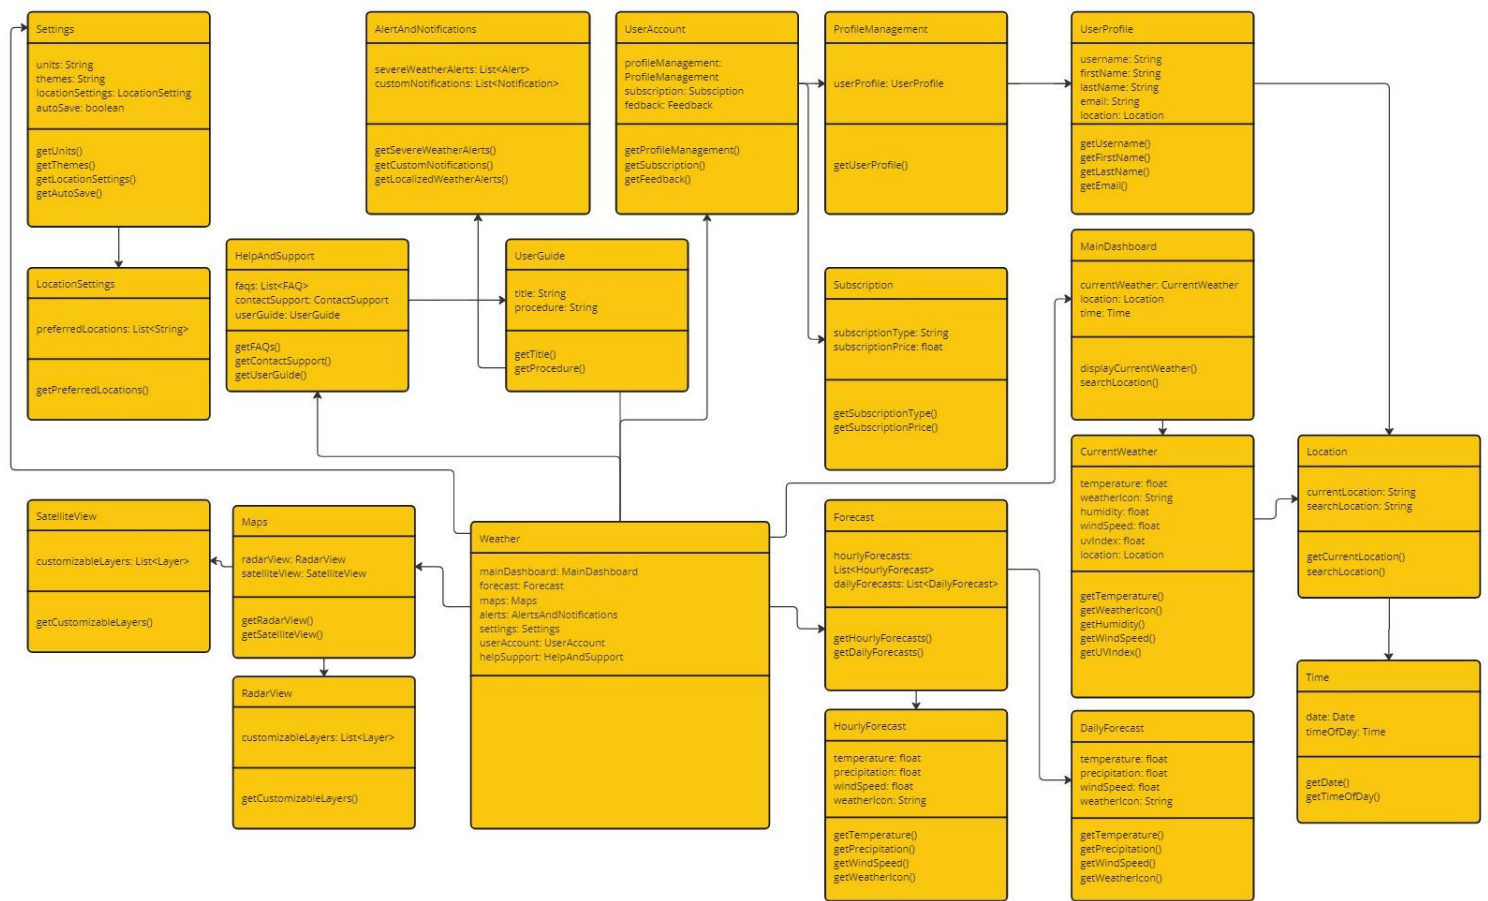 Settings
units: String
themes: String
locationSettings: LocationSetting
autoSave: boolean
getUnits()
getThemes()
getLocationSettings()
getAutoSave()
AlertAndNotifications
severeWeatherAlerts: List<Alert>
customNotifications: List<Notification>
getSevereWeatherAlerts()
getCustomNotifications()
getLocalizedWeatherAlerts()
UserAccount
profileManagement:
ProfileManagement
subscription: Subsciption
fedback: Feedback
getProfileManagement()
getSubscription()
getFeedback()
ProfileManagement
userProfile: UserProfile
getUserProfile()
UserProfile
username: String
firstName: String
lastName: String
email: String
location: Location
getUsername()
getFirstName()
getLastName()
getEmail()
LocationSettings
preferredLocations: List<String>
getPreferredLocations()
HelpAndSupport
faqs: List<FAQ>
contactSupport: ContactSupport
userGuide: UserGuide
getFAQs()
getContactSupport()
getUserGuide()
UserGuide
title: String
procedure: String
getTitle()
getProcedure()
Subscription
subscriptionType: String
subscriptionPrice: float
getSubscriptionType()
getSubscriptionPrice()
MainDashboard
currentWeather: CurrentWeather
location: Location
time: Time
displayCurrentWeather()
searchLocation()
CurrentWeather
temperature: float
weatherIcon: String
humidity: float
windSpeed: float
uvIndex: float
location: Location
getTemperature()
getWeatherIcon()
getHumidity()
getWindSpeed()
getUVIndex()
Location
currentLocation: String
searchLocation: String
getCurrentLocation()
searchLocation()
SatelliteView
customizableLayers: List<Layer>
getCustomizableLayers()
Maps
radarView: RadarView
satelliteView: SatelliteView
getRadarView()
getSatelliteView()
RadarView
customizableLayers: List<Layer>
getCustomizableLayers()
Weather
mainDashboard: MainDashboard
forecast: Forecast
maps: Maps
alerts: AlertsAndNotifications
settings: Settings
userAccount: UserAccount
helpSupport: HelpAndSupport
Forecast
hourlyForecasts:
List<HourlyForecast>
dailyForecasts: List<DailyForecast>
getHourlyForecasts()
getDailyForecasts()
HourlyForecast
temperature: float
precipitation: float
windSpeed: float
weatherIcon: String
getTemperature()
getPrecipitation()
getWindSpeed()
getWeatherIcon()
DailyForecast
temperature: float
precipitation: float
windSpeed: float
weatherIcon: String
getTemperature()
getPrecipitation()
getWindSpeed()
getWeatherIcon()
Time
date: Date
timeOfDay: Time
getDate()
getTimeOfDay()